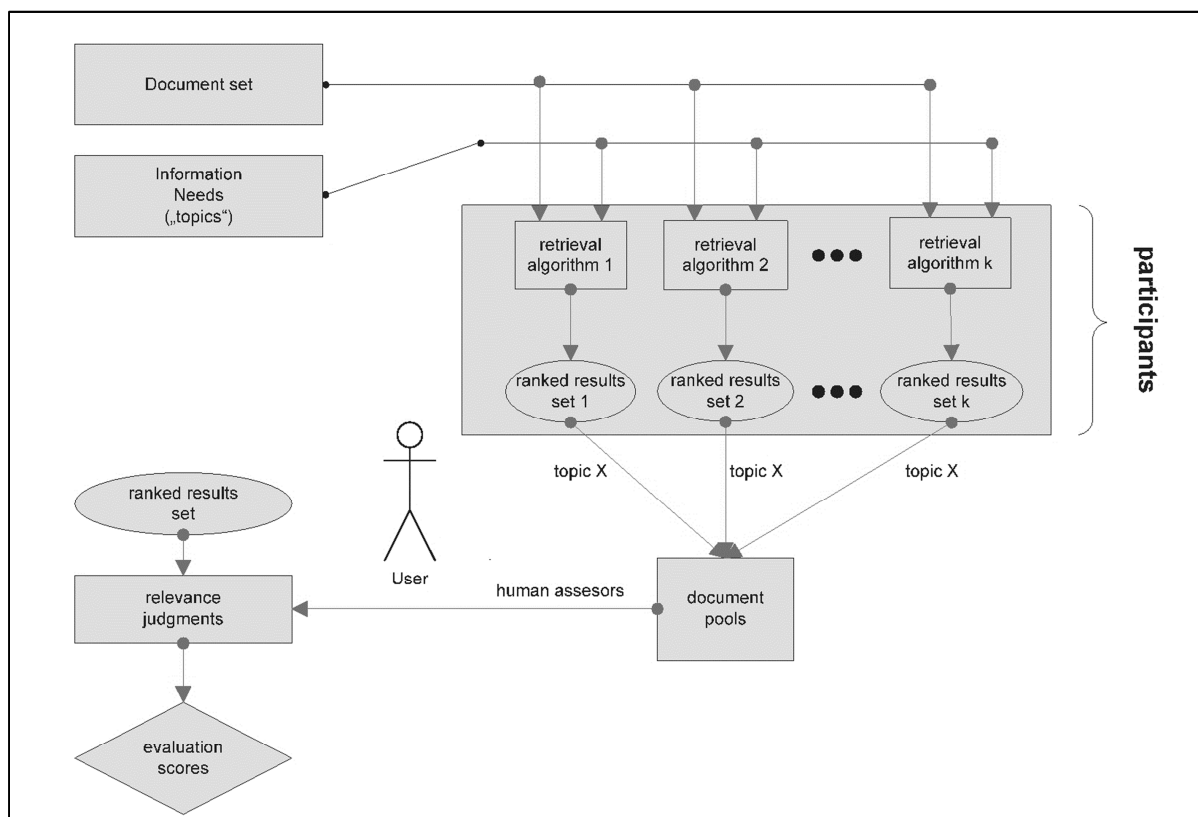 Document set
Information
Needs
(„topics“)
retrieval
algorithm 1
retrieval
algorithm 2
retrieval
algorithm k
participants
ranked results
set 1
ranked results
set 2
ranked results
set k
topic X
topic X
topic X
ranked results
set
User
human assesors
relevance
judgments
document
pools
evaluation
scores